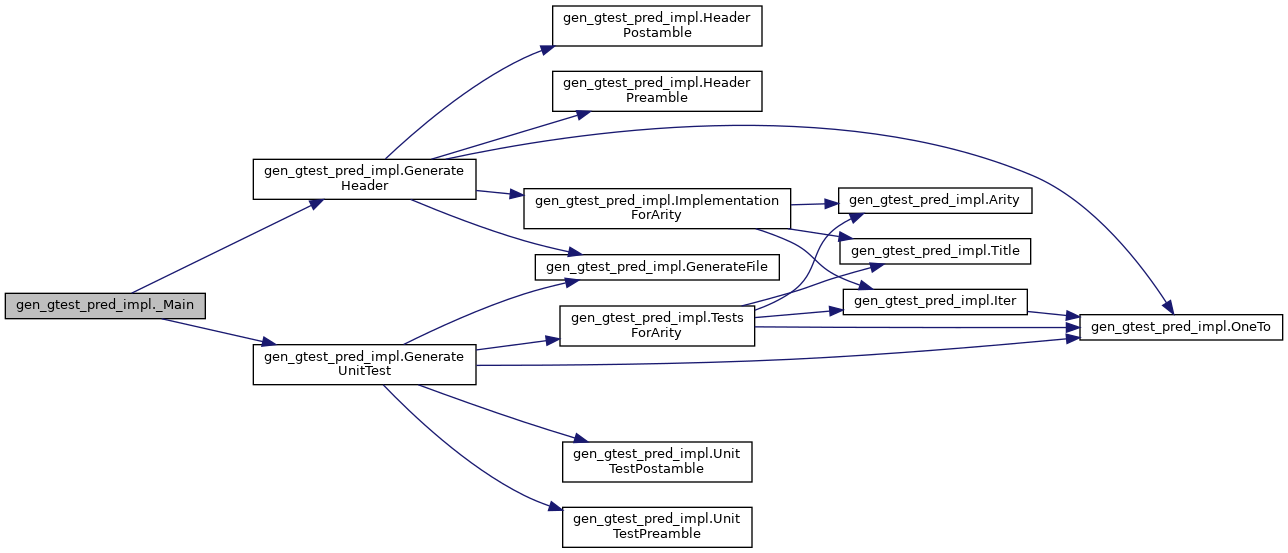 gen_gtest_pred_impl.Header
Postamble
gen_gtest_pred_impl.Header
Preamble
gen_gtest_pred_impl.Generate
Header
gen_gtest_pred_impl.Implementation
ForArity
gen_gtest_pred_impl.Arity
gen_gtest_pred_impl.Title
gen_gtest_pred_impl.GenerateFile
gen_gtest_pred_impl._Main
gen_gtest_pred_impl.Iter
gen_gtest_pred_impl.Tests
ForArity
gen_gtest_pred_impl.OneTo
gen_gtest_pred_impl.Generate
UnitTest
gen_gtest_pred_impl.Unit
TestPostamble
gen_gtest_pred_impl.Unit
TestPreamble